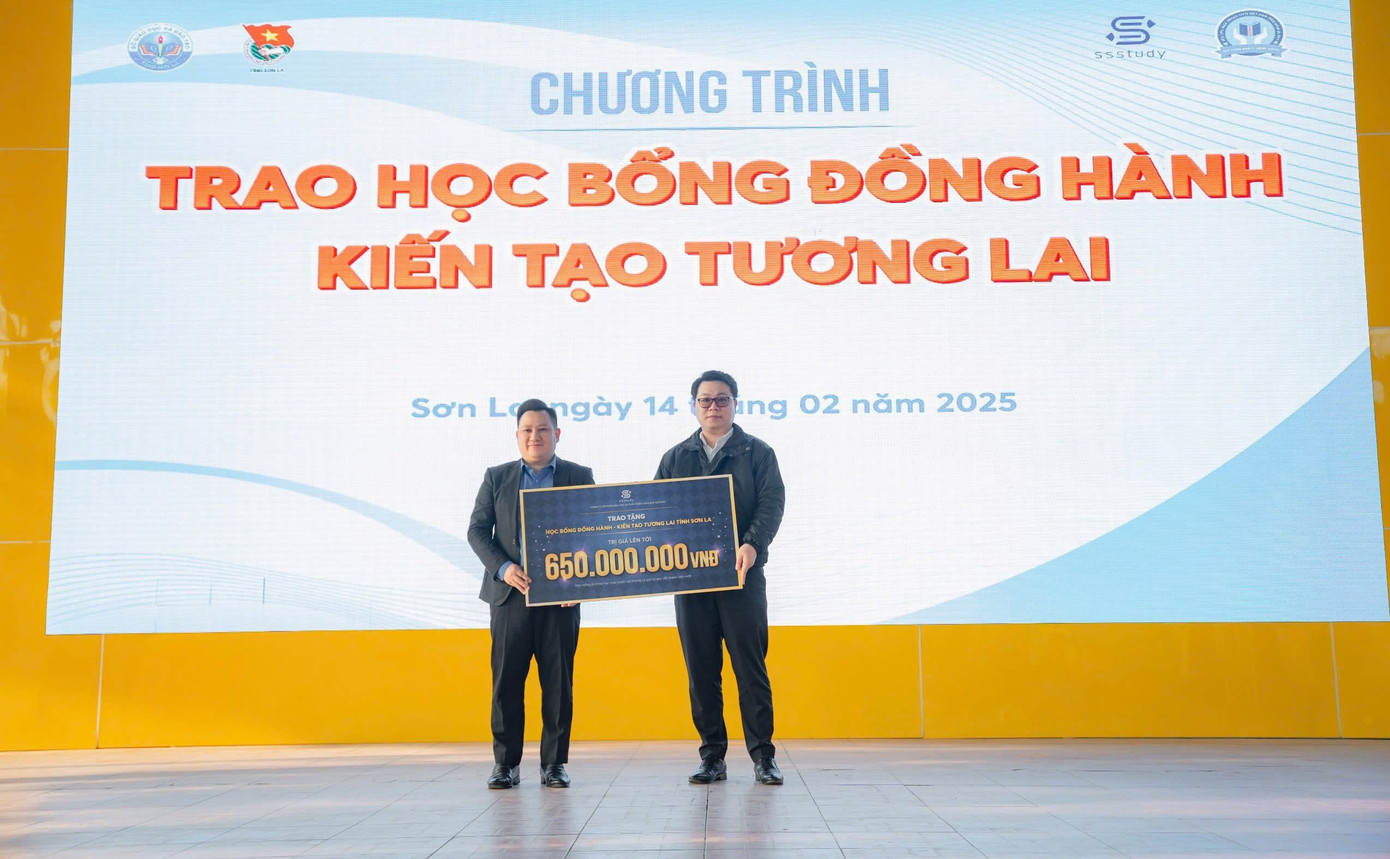 ssstudy
CHƯƠNG TRÌNH
TRAO HỌC BỔNG ĐỒNG HÀNH
KIẾN TẠO TƯƠNG LAI
Sơn La, ngày 14 tháng 02 năm 2025
ssstudy
TRAO TẶNG
HỌC BỔNG ĐỒNG HÀNH - KIẾN TẠO TƯƠNG LAI TỈNH SƠN LA
TRỊ GIÁ LÊN TỚI
650.000.000 VNĐ